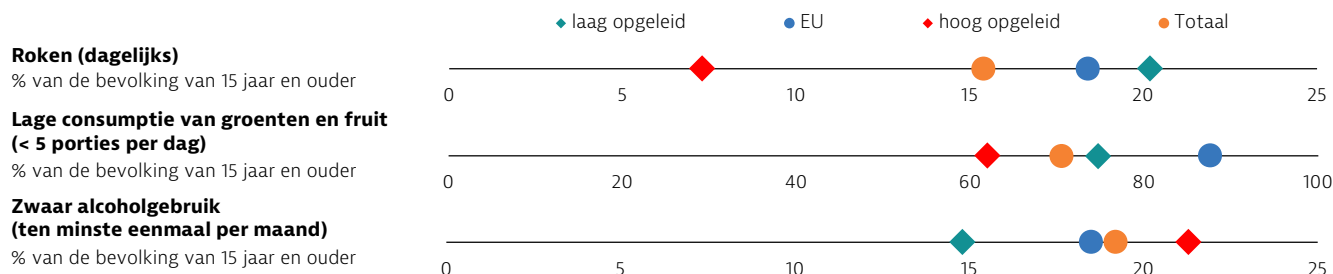 laag opgeleid EU hoog opgeleid Totaal
Roken (dagelijks)
% van de bevolking van 15 jaar en ouder
0 5 10 15 20 25
Lage consumptie van groenten en fruit
(< 5 porties per dag)
% van de bevolking van 15 jaar en ouder
0 20 40 60 80 100
Zwaar alcoholgebruik
(ten minste eenmaal per maand)
% van de bevolking van 15 jaar en ouder
0 5 10 15 20 25